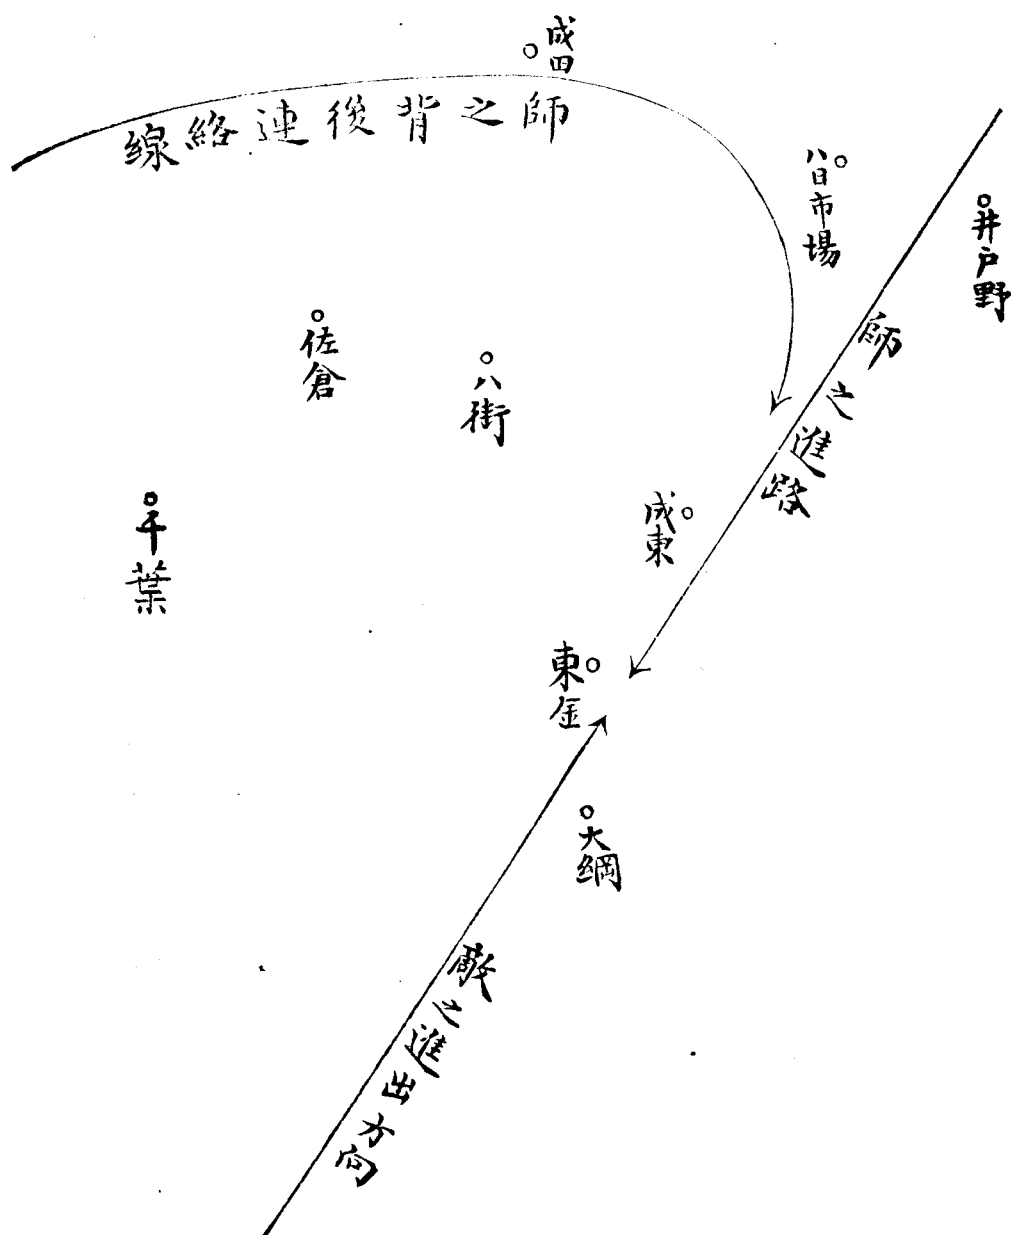 成田
師之背後連絡線
八日市場
井戸野
師之進路
佐倉
八街
成東
千葉
東金
大綱
敵之進出方向